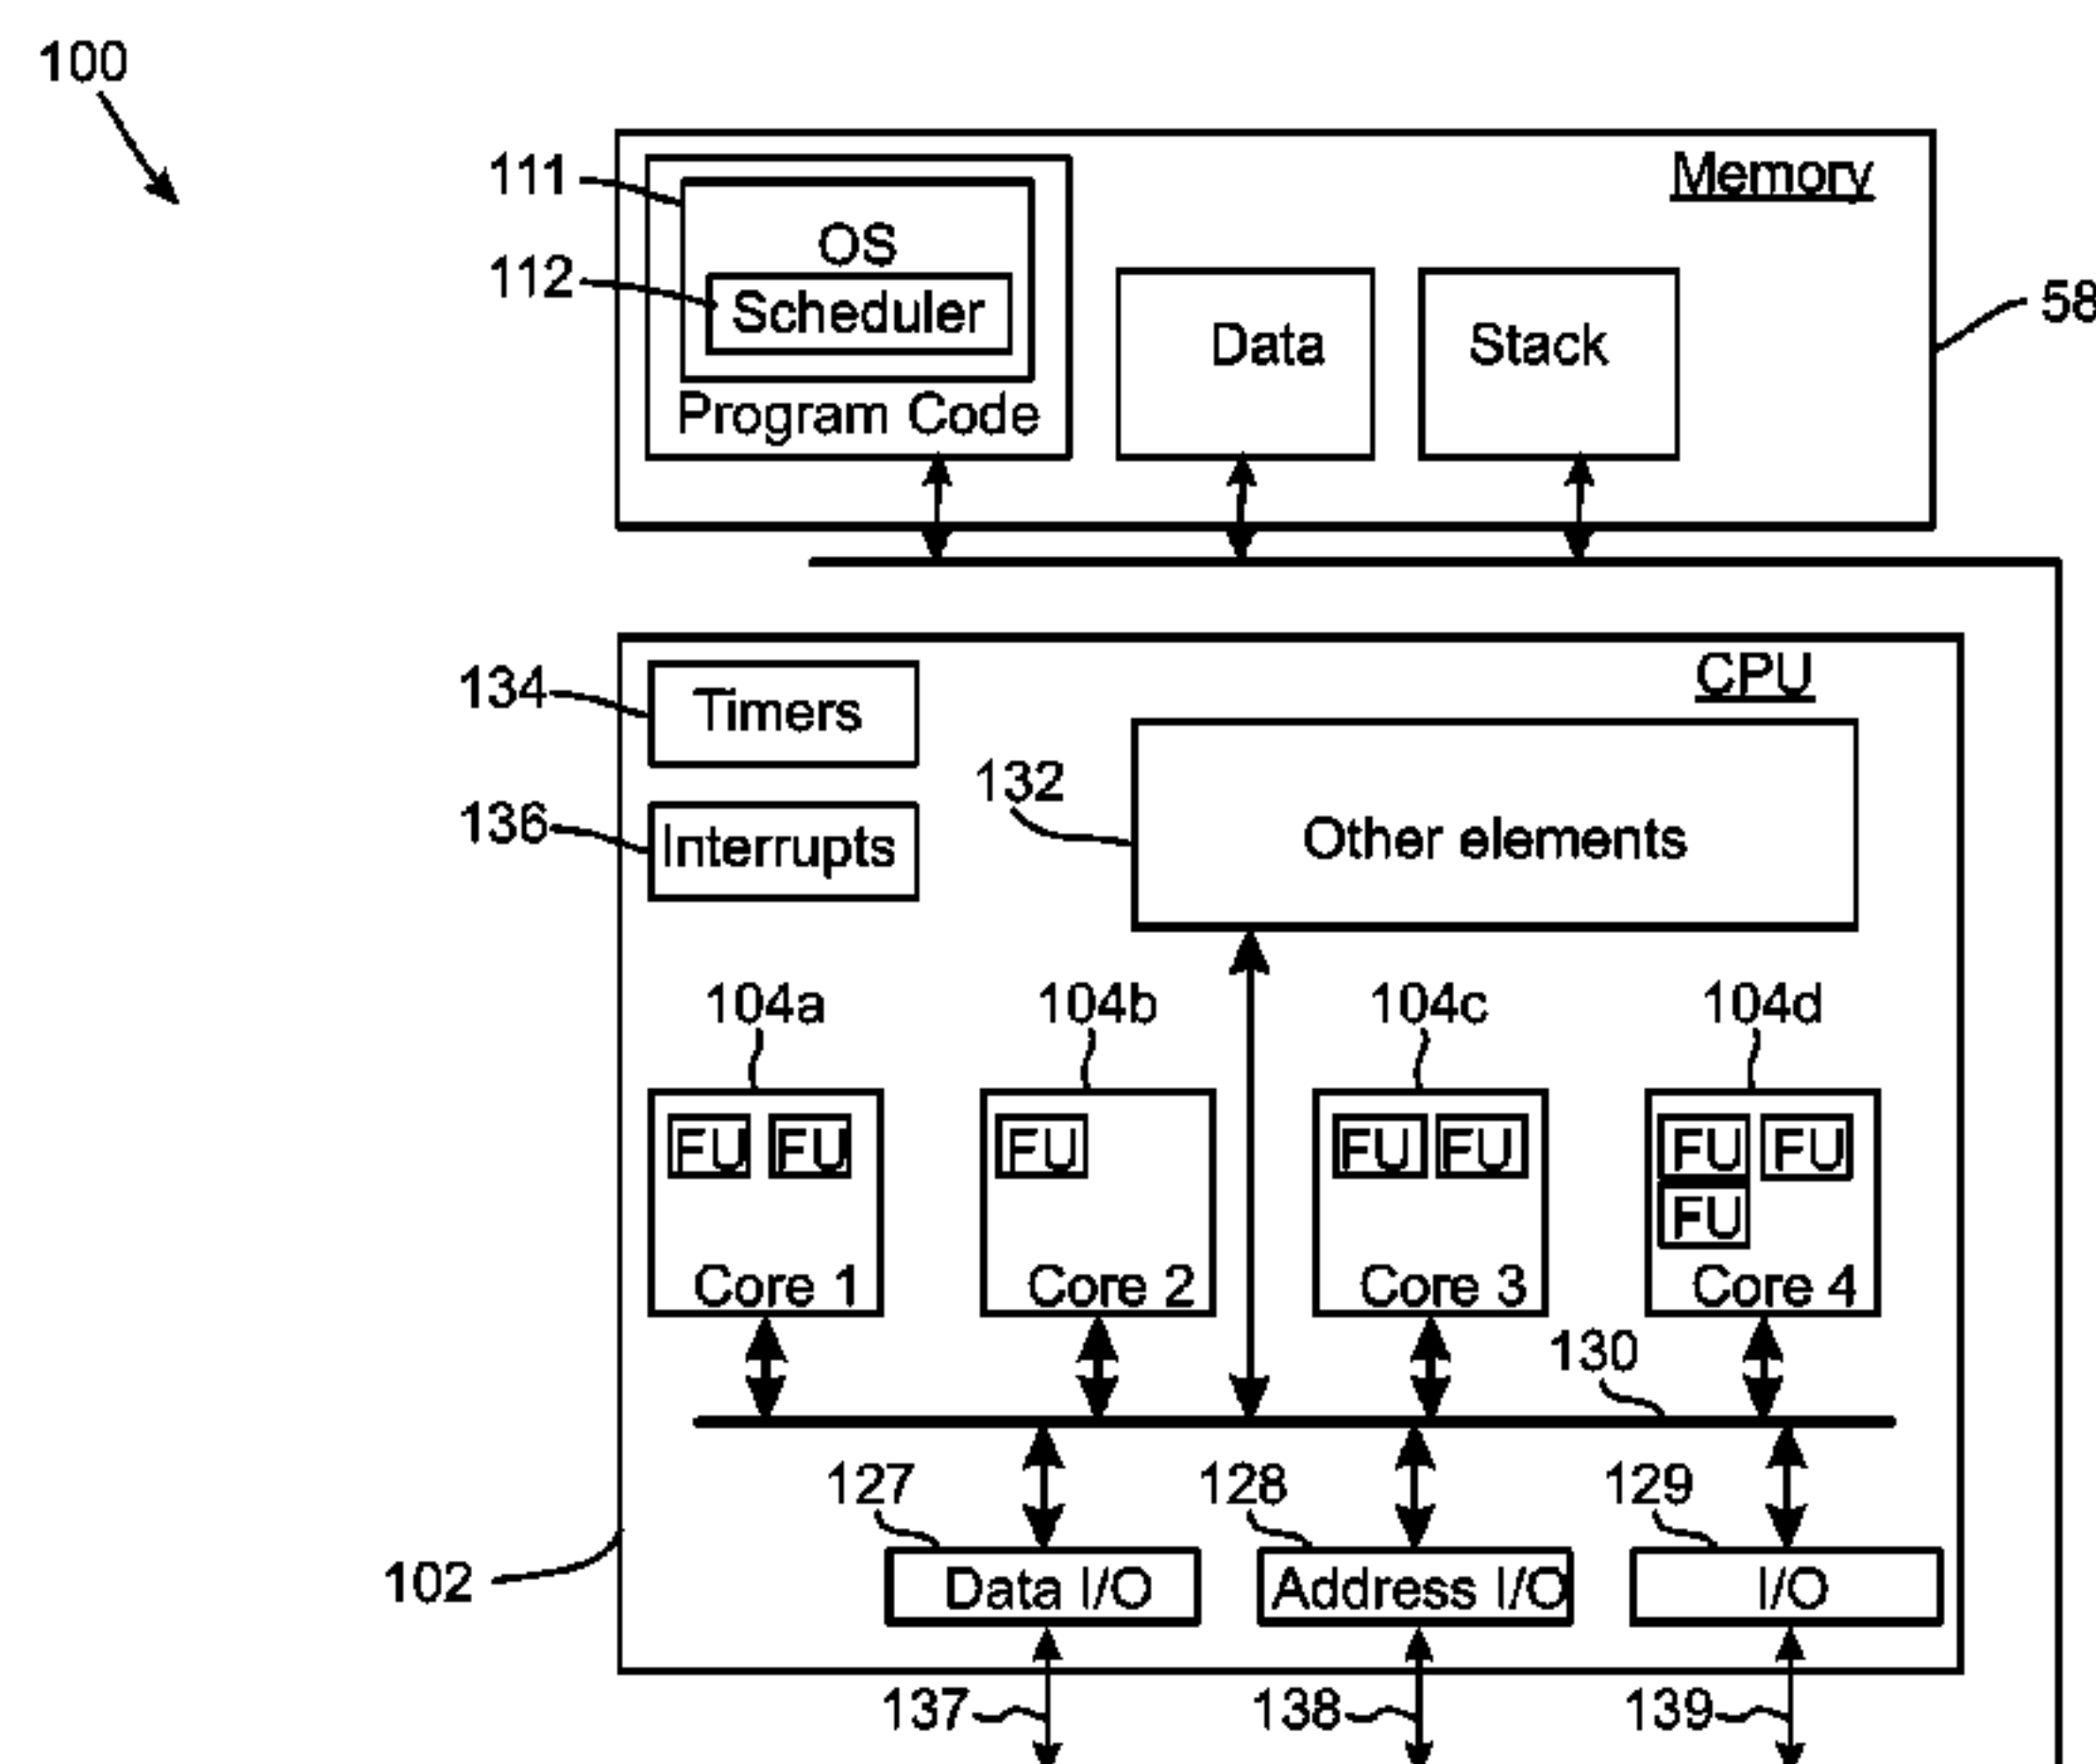 100
111
Memory
OS
112
Scheduler
58
Data
Stack
Program Code
CPU
134
Timers
132
136
Interrupts
Other elements
104a
104b
104c
104d
FU FU
FU
FU FU
FU FU
FU
Core 1
Core 2
Core 3
Core 4
130
127
128
129
102
Data I/O
Address I/O
I/O
137
138
139